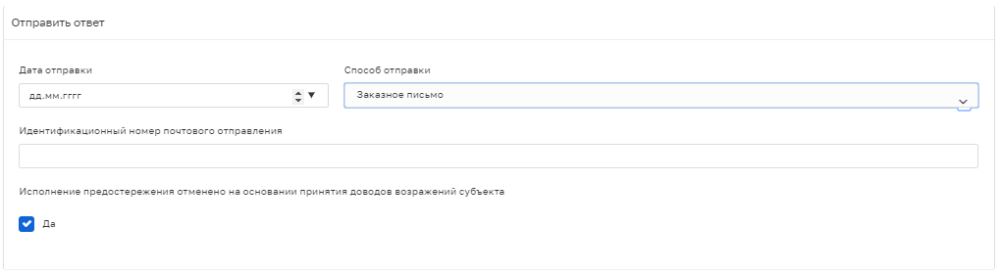 Отправить ответ
Дата отправки
Способ отправки
дд.мм.гггг
Заказное письмо
Идентификационный номер почтового отправления
Исполнение предостережения отменено на основании принятия доводов возражений субъекта
Да